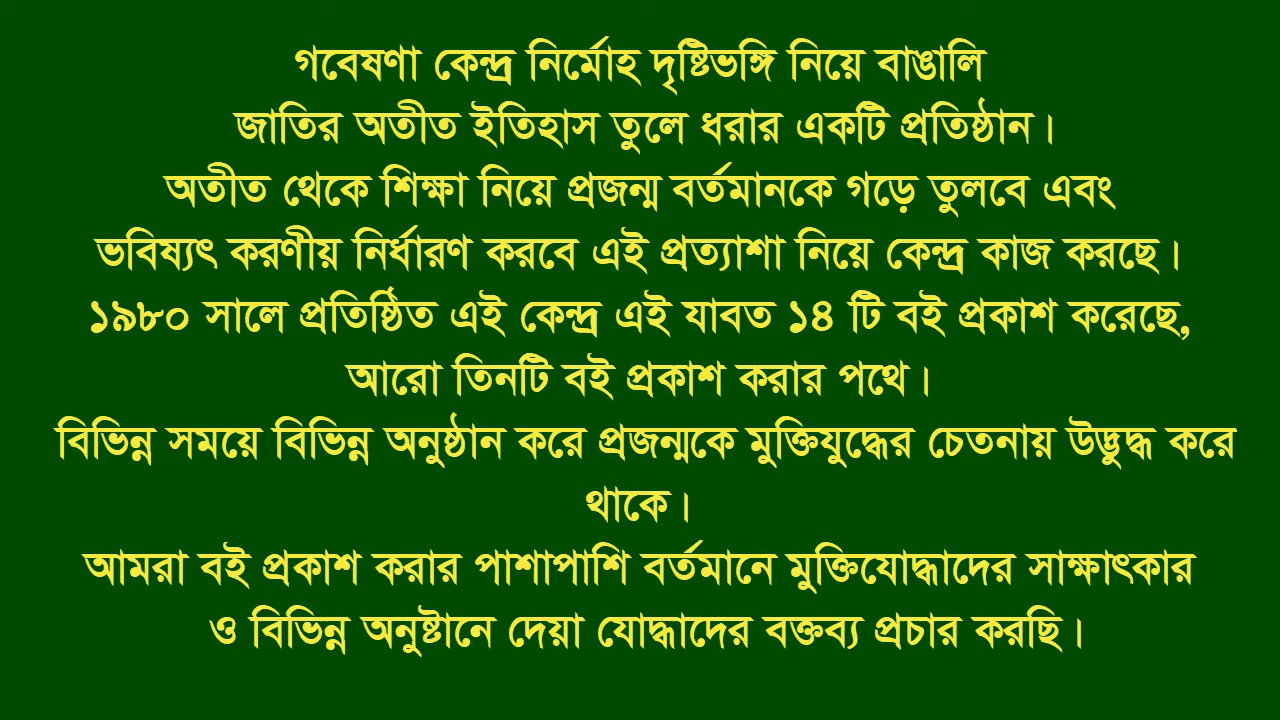 গবেষণা কেন্দ্র নির্মোহ দৃষ্টিভঙ্গি নিয়ে বাঙালি
জাতির অতীত ইতিহাস তুলে ধরার একটি প্রতিষ্ঠান।
অতীত থেকে শিক্ষা নিয়ে প্রজন্ম বর্তমানকে গড়ে তুলবে এবং
ভবিষ্যৎ করণীয় নির্ধারণ করবে এই প্রত্যাশা নিয়ে কেন্দ্র কাজ করছে।
১৯৮০ সালে প্রতিষ্ঠিত এই কেন্দ্র এই যাবত ১৪ টি বই প্রকাশ করেছে,
আরো তিনটি বই প্রকাশ করার পথে।
বিভিন্ন সময়ে বিভিন্ন অনুষ্ঠান করে প্রজন্মকে মুক্তিযুদ্ধের চেতনায় উদ্ভুদ্ধ করে
থাকে।
আমরা বই প্রকাশ করার পাশাপাশি বর্তমানে মুক্তিযোদ্ধাদের সাক্ষাৎকার
ও বিভিন্ন অনুষ্টানে দেয়া যোদ্ধাদের বক্তব্য প্রচার করছি।